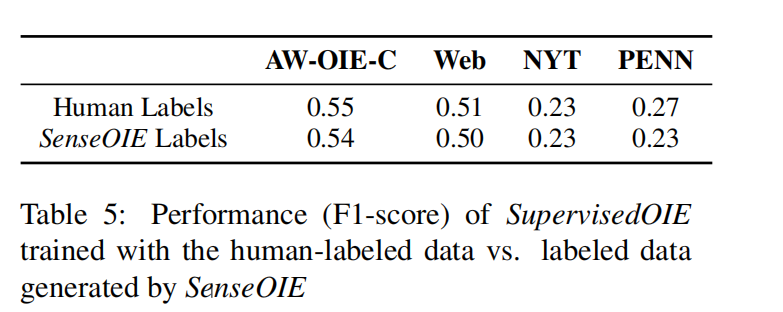 AW-OIE-C Web NYT PENN
Human Labels 0.55 0.51 0.23 0.27
SenseOIE Labels 0.54 0.50 0.23 0.23
Table 5: Performance (F1-score) of SupervisedOIE
trained with the human-labeled data vs. labeled data
generated by SenseOIE